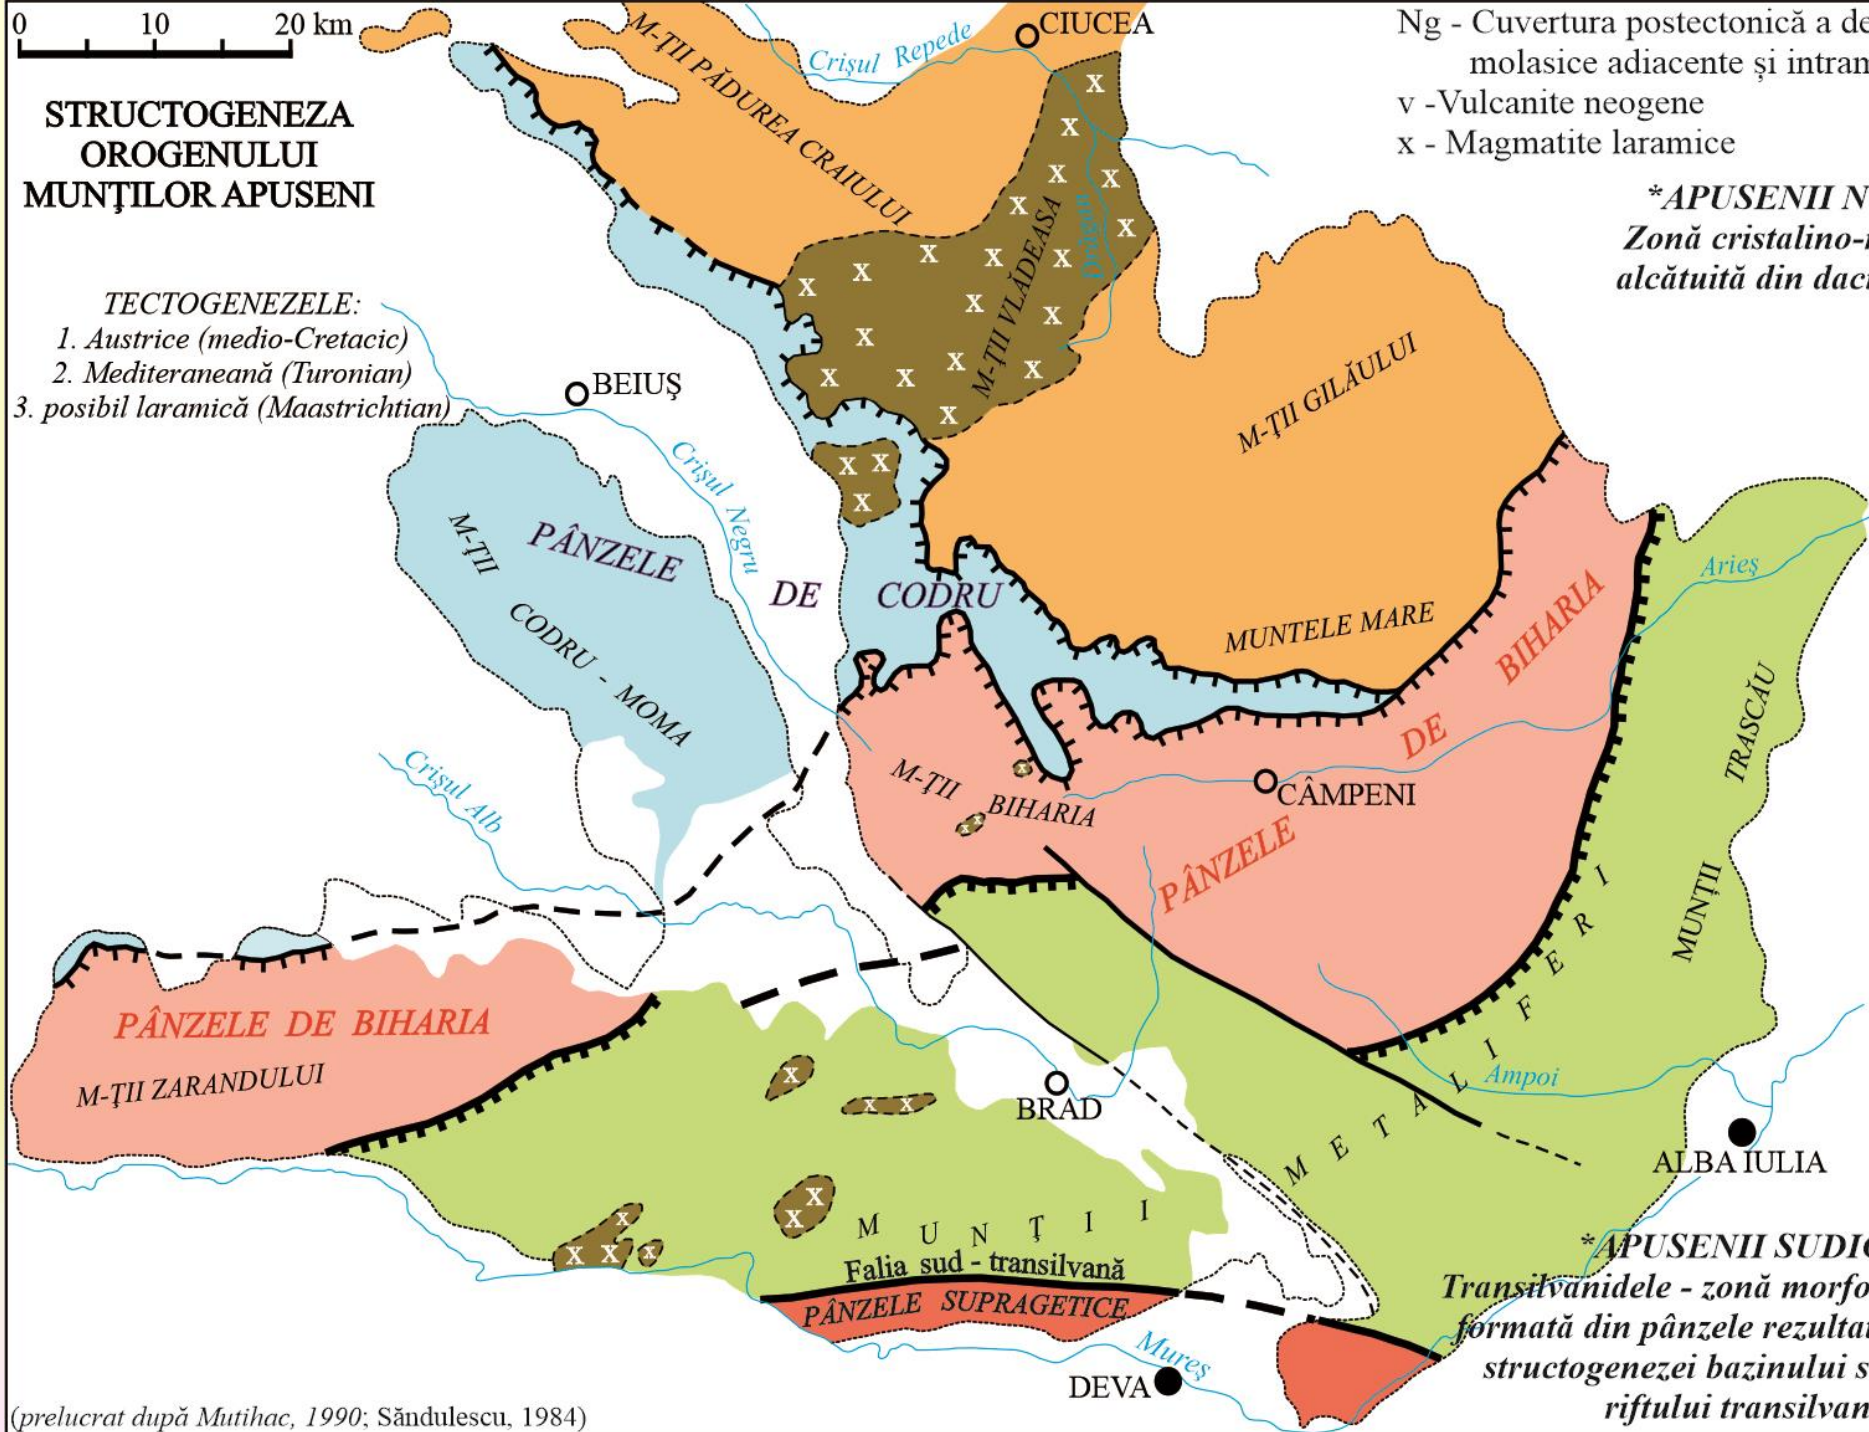 0 10 20 km
STRUCTOGENEZA
OROGENULUI
MUNŢILOR APUSENI
TECTOGENEZELE:
1. Austrice (medio-Cretacic)
2. Mediteraneană (Turonian)
3. posibil laramică (Maastrichtian)
Ng - Cuvertura postectonică a de
molasice adiacente și intram
v -Vulcanite neogene
x - Magmatite laramice
*APUSENII N
Zonă cristalino-
alcătuită din dac
CIUCEA
Crişul Repede
M-ŢII PĂDUREA CRAIULUI
M-ŢII VLĂDEASA
Drăgan
M-ŢII GILĂULUI
BEIUŞ
Crişul Negru
PÂNZELE DE CODRU
M-ŢII CODRU - MOMA
MUNTELE MARE
Arieş
PÂNZELE DE BIHARIA
MUNŢII TRASCĂU
M-ŢII BIHARIA
CÂMPENI
Crişul Alb
PÂNZELE DE BIHARIA
M-ŢII ZARANDULUI
BRAD
Ampoi
ALBA IULIA
MUNŢII METALIFERI
Falia sud - transilvană
PÂNZELE SUPRAGETICE
Mureş
DEVA
*APUSENII SUDIC
Transilvanidele - zonă morfo
formată din pânzele rezulta
structogenezei bazinului s
riftului transilvan
(prelucrat după Mutihac, 1990; Săndulescu, 1984)